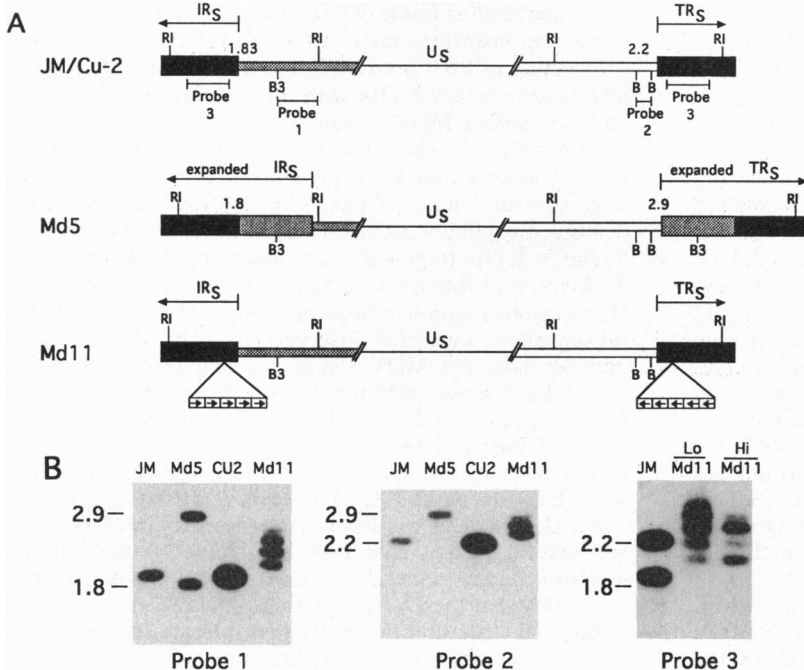 A
IRS TRS
RI 1.83 RI US RI 2.2 RI
JM/Cu-2
B3 B B
Probe 3 Probe 1 Probe 2 Probe 3
expanded IRS expanded TRS
RI 1.8 RI US RI 2.9 RI
Md5
B3 B B B3
IRS TRS
RI RI US RI RI
Md11
B3 B B
B
JM Md5 CU2 Md11
2.9
1.8
Probe 1
JM Md5 CU2 Md11
2.9
2.2
Probe 2
Lo Hi
JM Md11 Md11
2.2
1.8
Probe 3